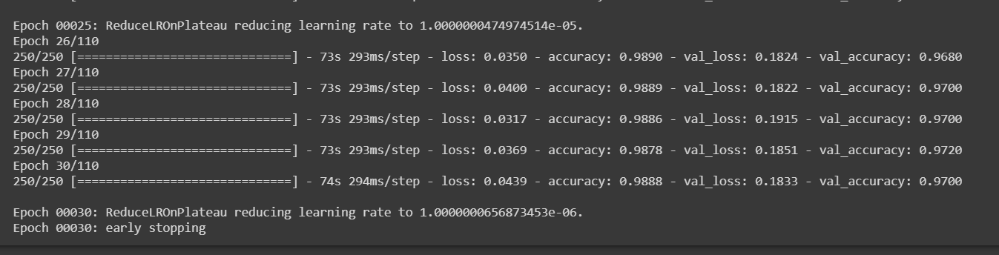 Epoch 00025: ReduceLROnPlateau reducing learning rate to 1.0000000474974514e-05.
Epoch 26/110
250/250 [==============================] - 73s 293ms/step - loss: 0.0350 - accuracy: 0.9890 - val_loss: 0.1824 - val_accuracy: 0.9680
Epoch 27/110
250/250 [==============================] - 73s 293ms/step - loss: 0.0400 - accuracy: 0.9889 - val_loss: 0.1822 - val_accuracy: 0.9700
Epoch 28/110
250/250 [==============================] - 73s 293ms/step - loss: 0.0317 - accuracy: 0.9886 - val_loss: 0.1915 - val_accuracy: 0.9700
Epoch 29/110
250/250 [==============================] - 73s 293ms/step - loss: 0.0369 - accuracy: 0.9878 - val_loss: 0.1851 - val_accuracy: 0.9720
Epoch 30/110
250/250 [==============================] - 74s 294ms/step - loss: 0.0439 - accuracy: 0.9888 - val_loss: 0.1833 - val_accuracy: 0.9700
Epoch 00030: ReduceLROnPlateau reducing learning rate to 1.0000000656873453e-06.
Epoch 00030: early stopping